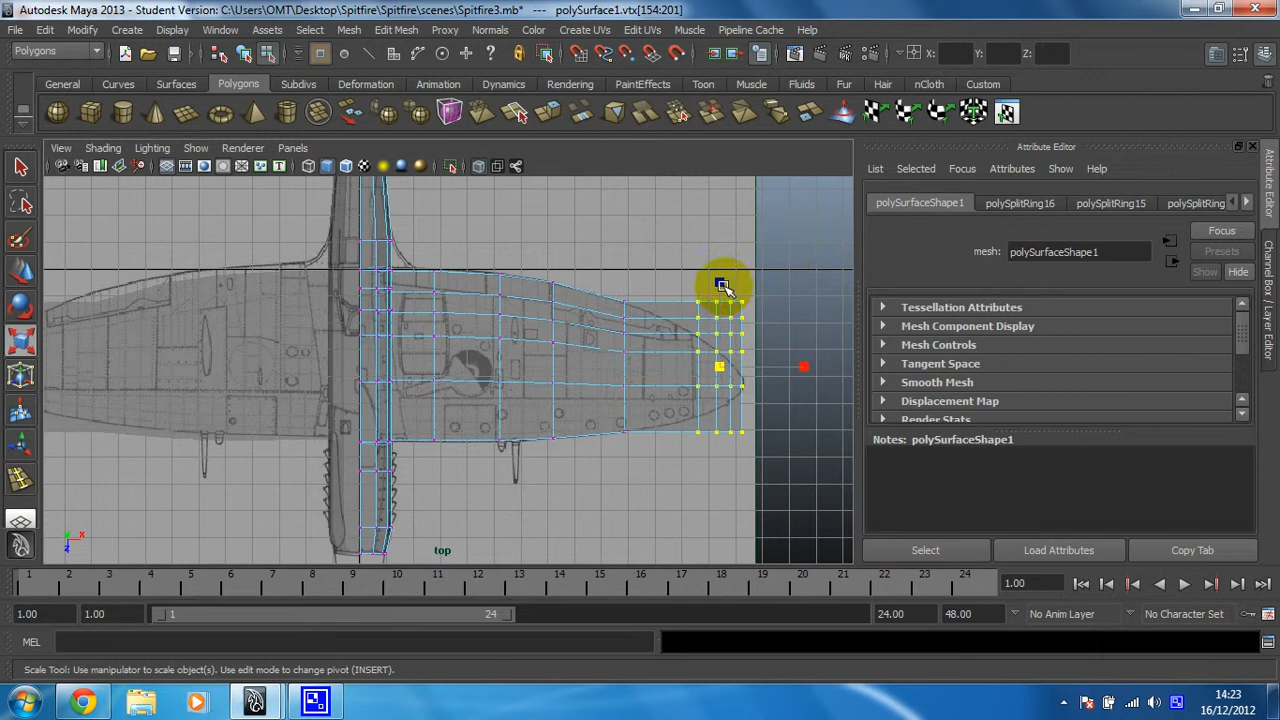 Autodesk Maya 2013 - Student Version: C:\Users\OMT\Desktop\Spitfire\Spitfire\scenes\Spitfire3.mb* --- polySurface1.vtx[154:201]
File Edit Modify Create Display Window Assets Select Mesh Edit Mesh Proxy Normals Color Create UVs Edit UVs Muscle Pipeline Cache Help
Polygons X: Y: Z:
General Curves Surfaces Polygons Subdivs Deformation Animation Dynamics Rendering PaintEffects Toon Muscle Fluids Fur Hair nCloth Custom
View Shading Lighting Show Renderer Panels
Attribute Editor
List Selected Focus Attributes Show Help
polySurfaceShape1 polySplitRing16 polySplitRing15 polySplitRing
Focus
mesh: polySurfaceShape1
Presets
Show Hide
Tessellation Attributes
Mesh Component Display
Mesh Controls
Tangent Space
Smooth Mesh
Displacement Map
Render Stats
Notes: polySurfaceShape1
Select Load Attributes Copy Tab
Attribute Editor
Channel Box / Layer Editor
top
x
z
1 2 3 4 5 6 7 8 9 10 11 12 13 14 15 16 17 18 19 20 21 22 23 24 1.00
1.00 1.00 1 24 24.00 48.00 No Anim Layer No Character Set
MEL
Scale Tool: Use manipulator to scale object(s). Use edit mode to change pivot (INSERT).
14:23
16/12/2012